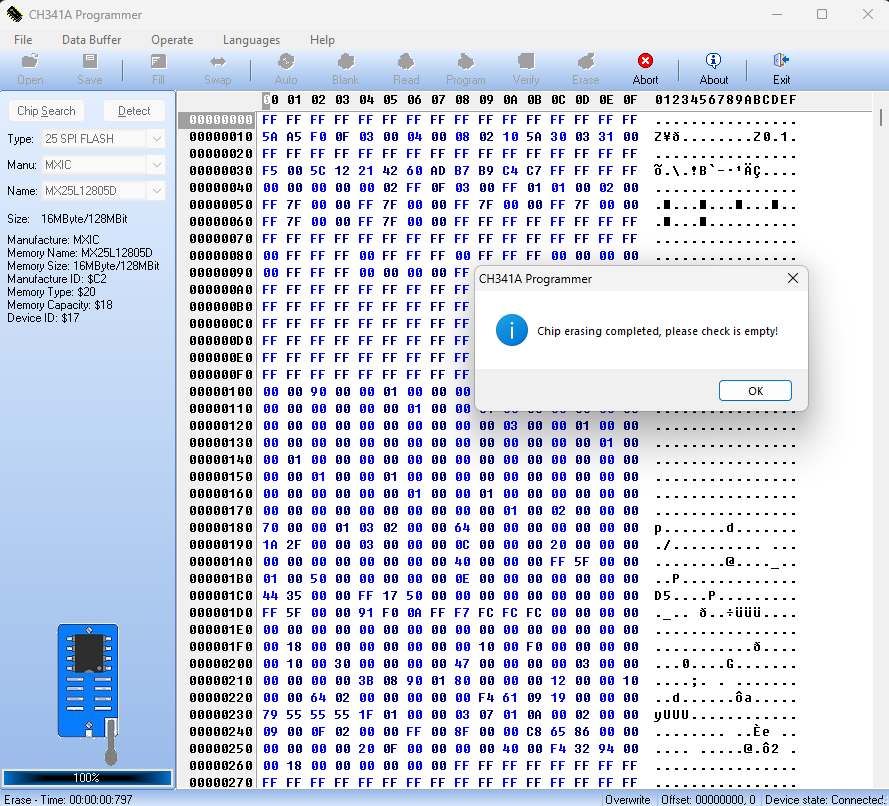 CH341A Programmer
File Data Buffer Operate Languages Help
Open Save Fill Swap Auto Blank Read Program Verify Erase Abort About Exit
Chip Search Detect
Type: 25 SPI FLASH
Manu: MXIC
Name: MX25L12805D
Size: 16MByte/128MBit
Manufacture: MXIC
Memory Name: MX25L12805D
Memory Size: 16MByte/128MBit
Manufacture ID: $C2
Memory Type: $20
Memory Capacity: $18
Device ID: $17
00 01 02 03 04 05 06 07 08 09 0A 0B 0C 0D 0E 0F 0123456789ABCDEF
00000000 FF FF FF FF FF FF FF FF FF FF FF FF FF FF FF FF ................
00000010 5A A5 F0 0F 03 00 04 00 08 02 10 5A 30 03 31 00 Z¥ð........Z0.1.
00000020 FF FF FF FF FF FF FF FF FF FF FF FF FF FF FF FF ................
00000030 F5 00 5C 12 21 42 60 AD B7 B9 C4 C7 FF FF FF FF õ.\.!B`-·¹ÄÇ....
00000040 00 00 00 00 00 02 FF 0F 03 00 FF 01 01 00 02 00 ................
00000050 FF 7F 00 00 FF 7F 00 00 FF 7F 00 00 FF 7F 00 00 .■..■..■..■..
00000060 FF 7F 00 00 FF 7F 00 00 FF FF FF FF FF FF FF FF .■..■..........
00000070 FF FF FF FF FF FF FF FF FF FF FF FF FF FF FF FF ................
00000080 00 FF FF 00 FF FF FF 00 FF FF FF 00 00 00 00 00 ................
00000090 00 FF FF FF 00 00 00 00 FF
000000A0 FF FF FF FF FF FF FF FF FF
000000B0 FF FF FF FF FF FF FF FF FF
000000C0 FF FF FF FF FF FF FF FF FF
000000D0 FF FF FF FF FF FF FF FF FF
000000E0 FF FF FF FF FF FF FF FF FF
000000F0 FF FF FF FF FF FF FF FF FF
00000100 00 00 90 00 00 01 00 00 00
00000110 00 00 00 00 00 00 01 00 00
00000120 00 00 00 00 00 00 00 00 00 00 03 00 00 01 00 00 ................
00000130 00 00 00 00 00 00 00 00 00 00 00 00 00 00 01 00 ................
00000140 00 01 00 00 00 00 00 00 00 00 00 00 00 00 00 00 ................
00000150 00 00 01 00 00 01 00 00 00 00 00 00 00 00 00 00 ................
00000160 00 00 00 00 00 00 01 00 00 01 00 00 00 00 00 00 ................
00000170 00 00 00 00 00 00 00 00 00 00 01 00 02 00 00 00 ................
00000180 70 00 00 01 03 02 00 00 64 00 00 00 00 00 00 00 p.......d.......
00000190 1A 2F 00 00 03 00 00 00 0C 00 00 00 20 00 00 00 ./.......... ...
000001A0 00 00 00 00 00 00 00 00 40 00 00 00 FF 5F 00 00 ........@...._..
000001B0 01 00 50 00 00 00 00 00 0E 00 00 00 00 00 00 00 ..P.............
000001C0 44 35 00 00 FF 17 50 00 00 00 00 00 00 00 00 00 D5....P.........
000001D0 FF 5F 00 00 91 F0 0A FF F7 FC FC FC 00 00 00 00 ._.. ð..÷üüü....
000001E0 00 00 00 00 00 00 00 00 00 00 00 00 00 00 00 00 ................
000001F0 00 18 00 00 00 00 00 00 00 10 00 F0 00 00 00 00 ...........ð....
00000200 00 10 00 30 00 00 00 00 47 00 00 00 00 03 00 00 ...0....G.......
00000210 00 00 00 00 3B 08 90 01 80 00 00 00 12 00 00 10 ....;. . .......
00000220 00 00 64 02 00 00 00 00 00 F4 61 09 19 00 00 00 ..d......ôa.....
00000230 79 55 55 55 1F 01 00 00 03 07 01 0A 00 02 00 00 yUUU............
00000240 09 00 0F 02 00 00 FF 00 8F 00 00 C8 65 86 00 00 ........ ..Èe ..
00000250 00 00 00 00 20 0F 00 00 00 00 40 00 F4 32 94 00 .... .....@.ô2 .
00000260 00 18 00 00 00 00 00 00 00 00 00 00 00 00 00 00 ................
00000270 FF FF FF FF FF FF FF FF FF FF FF FF FF FF FF FF ................
CH341A Programmer
Chip erasing completed, please check is empty!
OK
100%
Erase - Time: 00:00:00:797 Overwrite Offset: 00000000, 0 Device state: Connected.